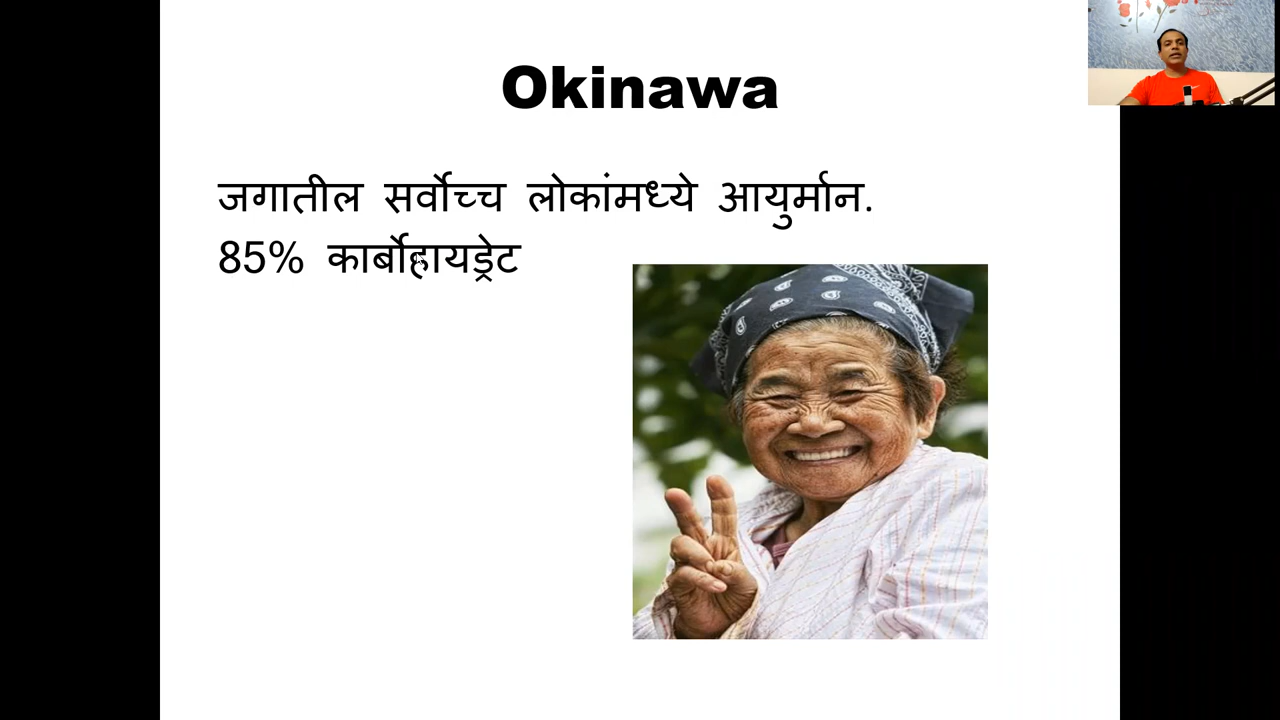 Okinawa
जगातील सर्वोच्च लोकांमध्ये आयुर्मान.
85% कार्बोहायड्रेट